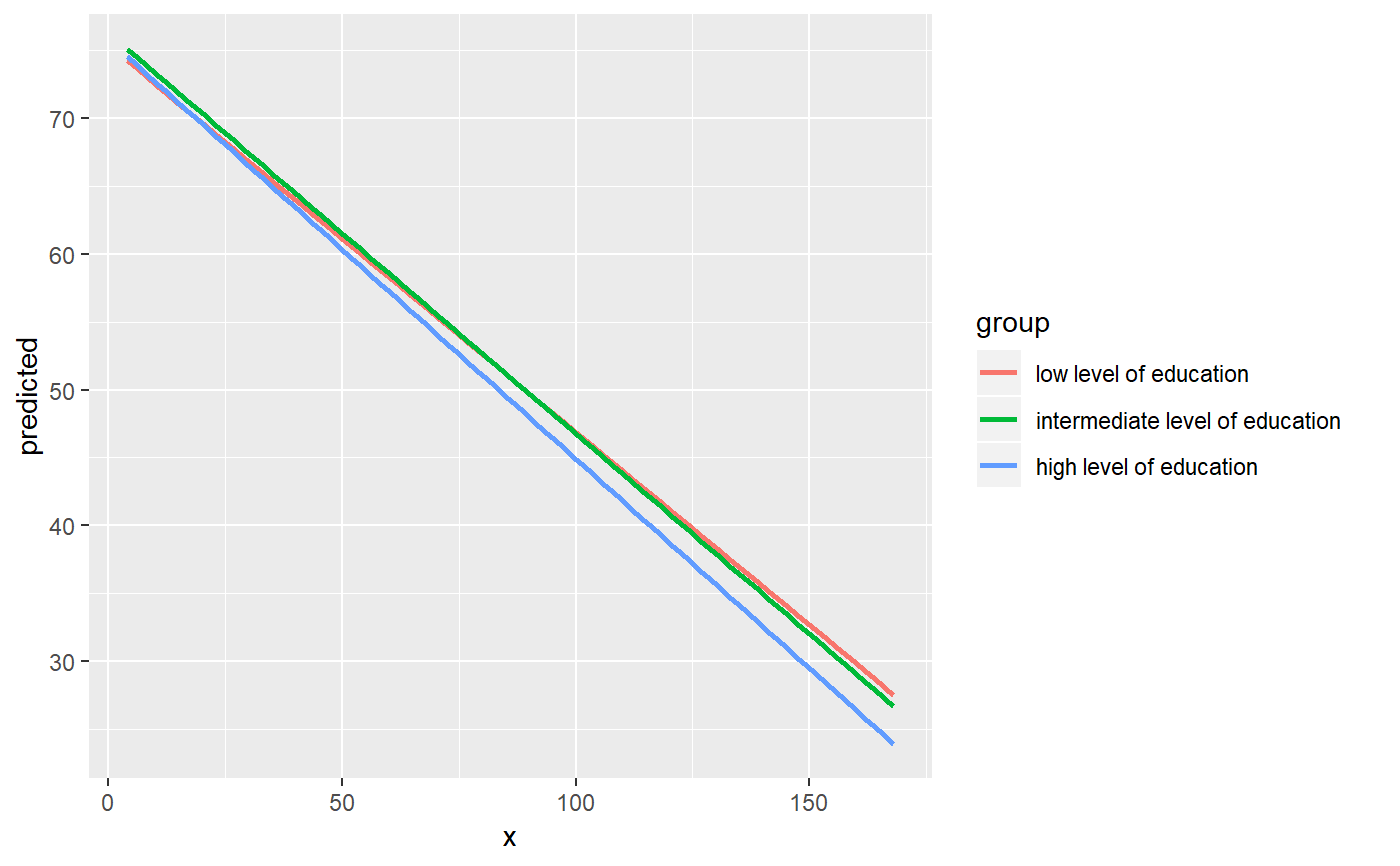 predicted
70
60
50
40
30
0
50
100
150
x
group
low level of education
intermediate level of education
high level of education